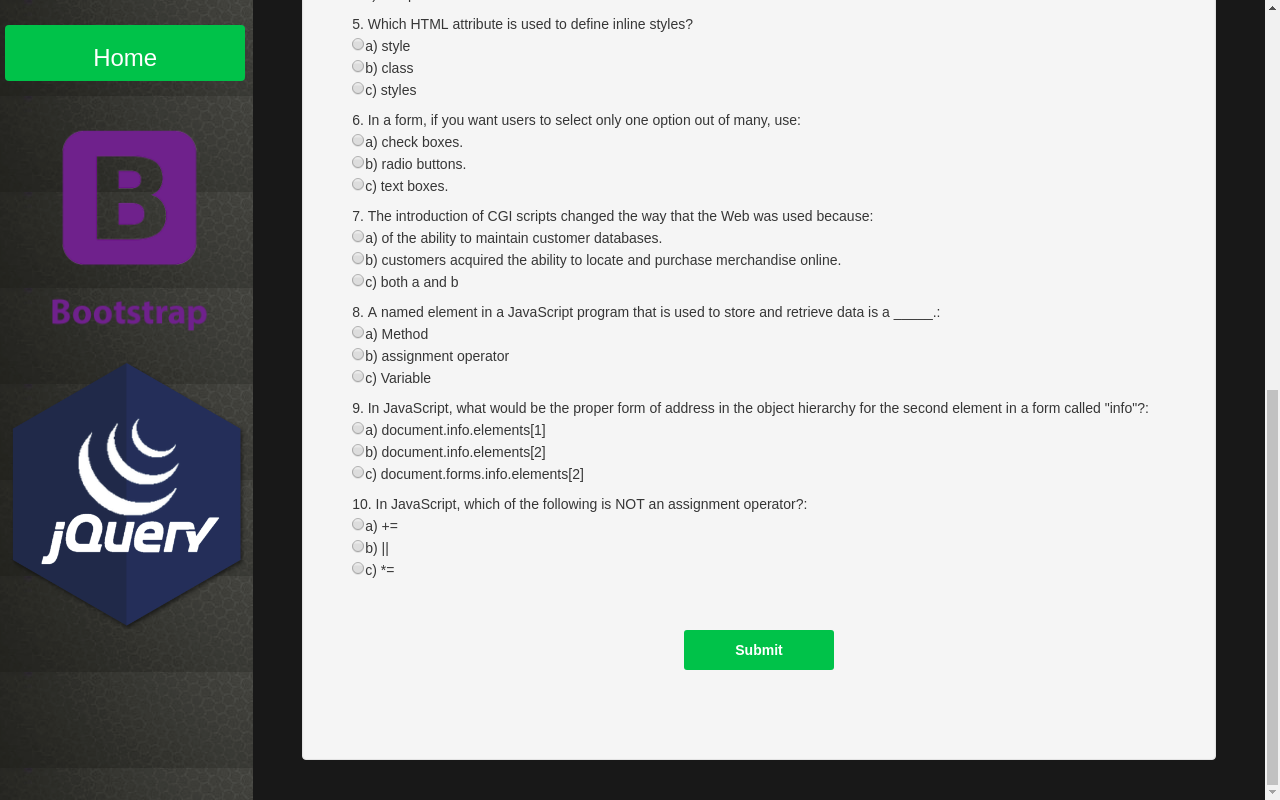 Home
Bootstrap
jQuery
5. Which HTML attribute is used to define inline styles?
a) style
b) class
c) styles
6. In a form, if you want users to select only one option out of many, use:
a) check boxes.
b) radio buttons.
c) text boxes.
7. The introduction of CGI scripts changed the way that the Web was used because:
a) of the ability to maintain customer databases.
b) customers acquired the ability to locate and purchase merchandise online.
c) both a and b
8. A named element in a JavaScript program that is used to store and retrieve data is a _____.:
a) Method
b) assignment operator
c) Variable
9. In JavaScript, what would be the proper form of address in the object hierarchy for the second element in a form called "info"?:
a) document.info.elements[1]
b) document.info.elements[2]
c) document.forms.info.elements[2]
10. In JavaScript, which of the following is NOT an assignment operator?:
a) +=
b) ||
c) *=
Submit